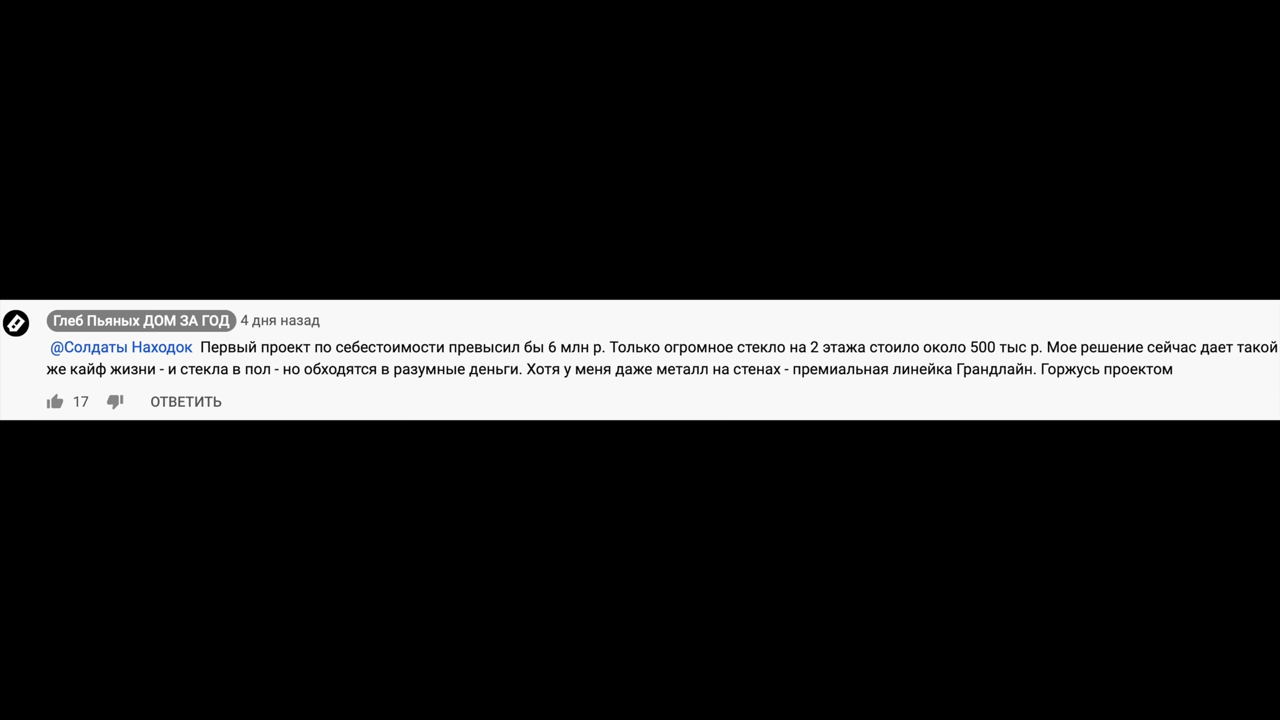 Глеб Пьяных ДОМ ЗА ГОД 4 дня назад
@Солдаты Находок Первый проект по себестоимости превысил бы 6 млн р. Только огромное стекло на 2 этажа стоило около 500 тыс р. Мое решение сейчас дает такой
же кайф жизни - и стекла в пол - но обходятся в разумные деньги. Хотя у меня даже металл на стенах - премиальная линейка Грандлайн. Горжусь проектом
17 ОТВЕТИТЬ